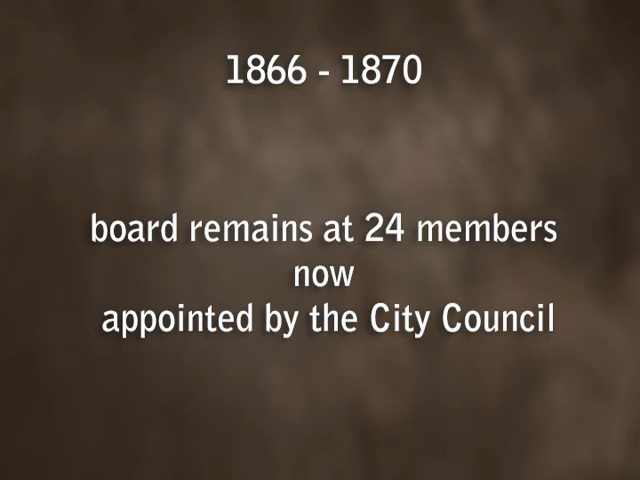 1866 - 1870
board remains at 24 members
now
appointed by the City Council